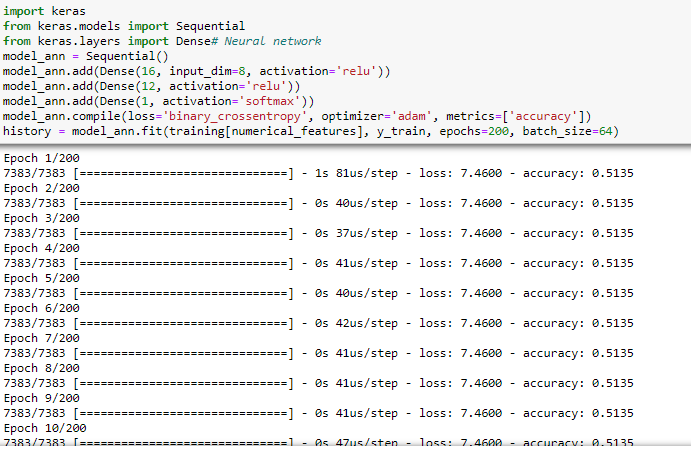 import keras
from keras.models import Sequential
from keras.layers import Dense# Neural network
model_ann = Sequential()
model_ann.add(Dense(16, input_dim=8, activation='relu'))
model_ann.add(Dense(12, activation='relu'))
model_ann.add(Dense(1, activation='softmax'))
model_ann.compile(loss='binary_crossentropy', optimizer='adam', metrics=['accuracy'])
history = model_ann.fit(training[numerical_features], y_train, epochs=200, batch_size=64)
Epoch 1/200
7383/7383 [==============================] - 1s 81us/step - loss: 7.4600 - accuracy: 0.5135
Epoch 2/200
7383/7383 [==============================] - 0s 40us/step - loss: 7.4600 - accuracy: 0.5135
Epoch 3/200
7383/7383 [==============================] - 0s 37us/step - loss: 7.4600 - accuracy: 0.5135
Epoch 4/200
7383/7383 [==============================] - 0s 41us/step - loss: 7.4600 - accuracy: 0.5135
Epoch 5/200
7383/7383 [==============================] - 0s 40us/step - loss: 7.4600 - accuracy: 0.5135
Epoch 6/200
7383/7383 [==============================] - 0s 42us/step - loss: 7.4600 - accuracy: 0.5135
Epoch 7/200
7383/7383 [==============================] - 0s 41us/step - loss: 7.4600 - accuracy: 0.5135
Epoch 8/200
7383/7383 [==============================] - 0s 41us/step - loss: 7.4600 - accuracy: 0.5135
Epoch 9/200
7383/7383 [==============================] - 0s 41us/step - loss: 7.4600 - accuracy: 0.5135
Epoch 10/200
7383/7383 [==============================] - 0s 47us/step - loss: 7.4600 - accuracy: 0.5135